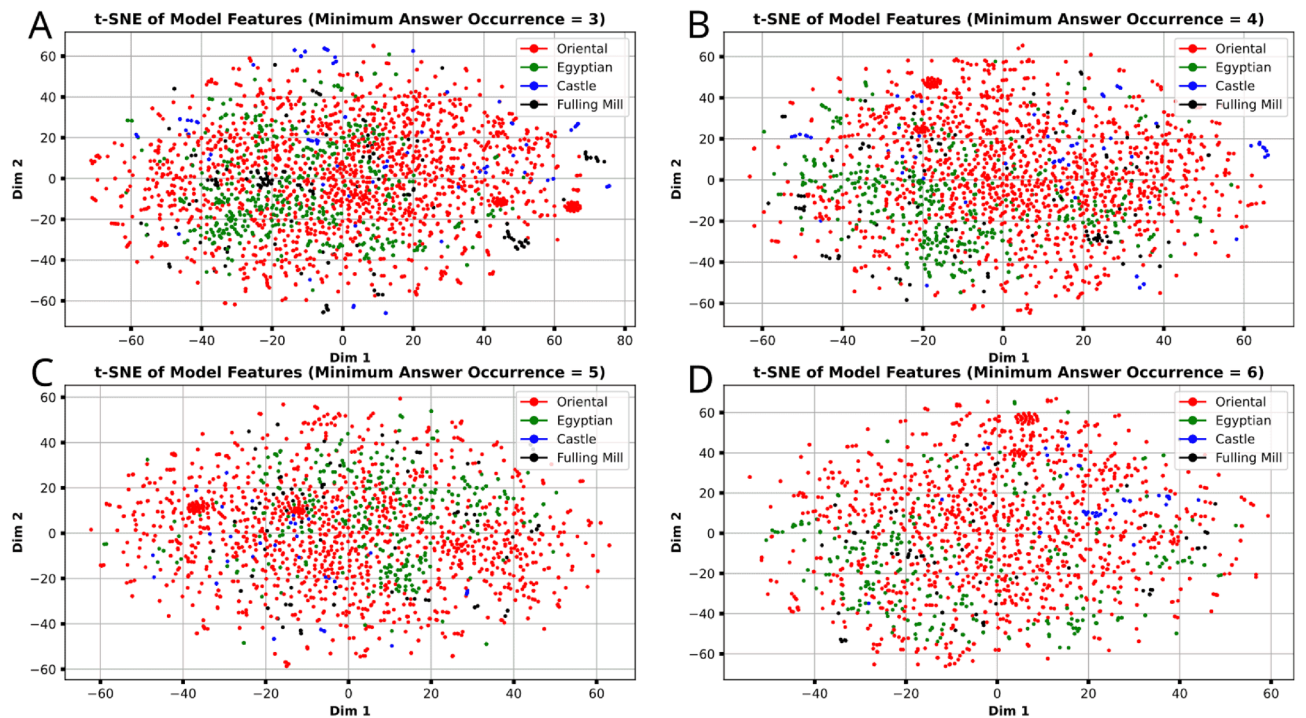 A
t-SNE of Model Features (Minimum Answer Occurrence = 3)
Oriental
Egyptian
Castle
Fulling Mill
Dim 2
60
40
20
0
−20
−40
−60
−60 −40 −20 0 20 40 60 80
Dim 1
B
t-SNE of Model Features (Minimum Answer Occurrence = 4)
Oriental
Egyptian
Castle
Fulling Mill
Dim 2
60
40
20
0
−20
−40
−60
−60 −40 −20 0 20 40 60
Dim 1
C
t-SNE of Model Features (Minimum Answer Occurrence = 5)
Oriental
Egyptian
Castle
Fulling Mill
Dim 2
60
40
20
0
−20
−40
−60
−60 −40 −20 0 20 40 60
Dim 1
D
t-SNE of Model Features (Minimum Answer Occurrence = 6)
Oriental
Egyptian
Castle
Fulling Mill
Dim 2
60
40
20
0
−20
−40
−60
−40 −20 0 20 40 60
Dim 1